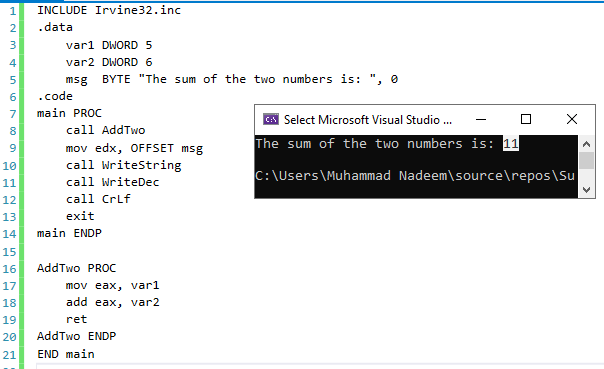 1 INCLUDE Irvine32.inc
2 .data
3     var1 DWORD 5
4     var2 DWORD 6
5     msg  BYTE "The sum of the two numbers is: ", 0
6 .code
7 main PROC
8     call AddTwo
9     mov edx, OFFSET msg
10     call WriteString
11     call WriteDec
12     call CrLf
13     exit
14 main ENDP
15
16 AddTwo PROC
17     mov eax, var1
18     add eax, var2
19     ret
20 AddTwo ENDP
21 END main
C:\ Select Microsoft Visual Studio ...
The sum of the two numbers is: 11
C:\Users\Muhammad Nadeem\source\repos\Su